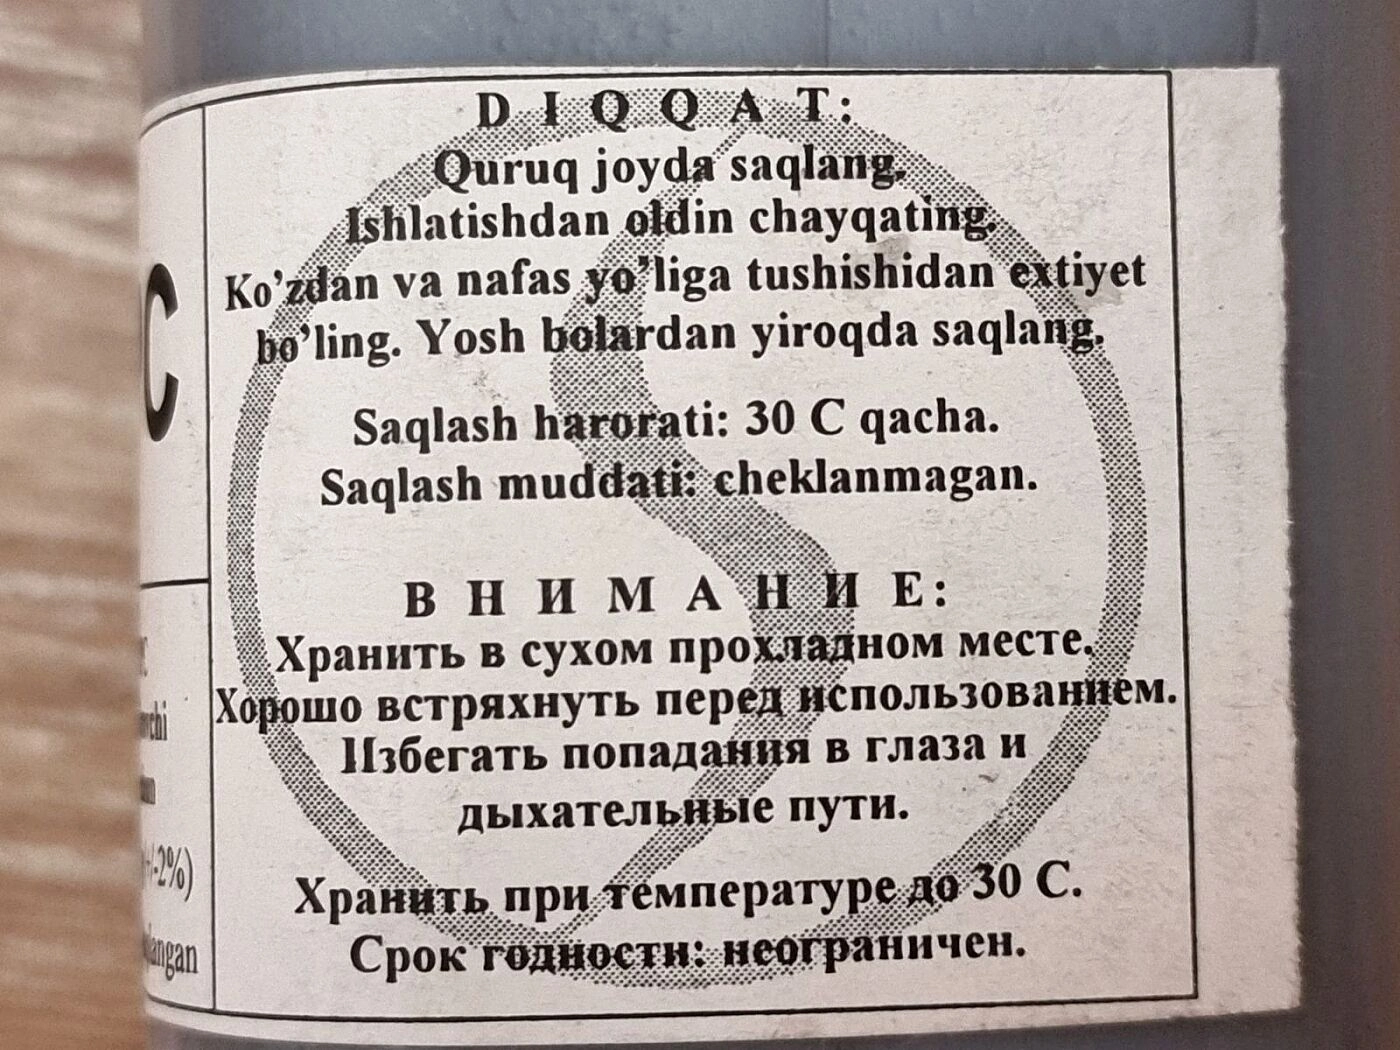 D I Q Q A T:
Quruq joyda saqlang.
Ishlatishdan oldin chayqating.
Ko’zdan va nafas yo’liga tushishidan extiyet
bo’ling. Yosh bolardan yiroqda saqlang.
Saqlash harorati: 30 C qacha.
Saqlash muddati: cheklanmagan.
В Н И М А Н И Е:
Хранить в сухом прохладном месте.
Хорошо встряхнуть перед использованием.
Избегать попадания в глаза и
дыхательные пути.
Хранить при температуре до 30 С.
Срок годности: неограничен.